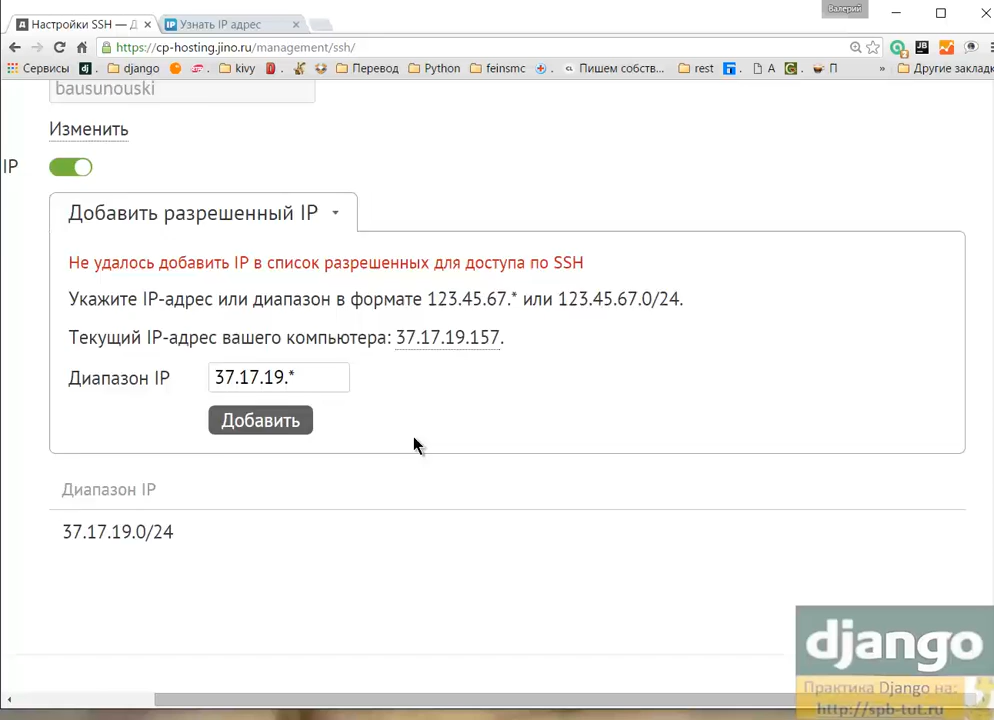 Валерий
Настройки SSH — Д
Узнать IP адрес
https://cp-hosting.jino.ru/management/ssh/
Сервисы
dj
.
django
.
.
kivy
D
.
Перевод
Python
feinsmc
.
Пишем собств...
rest
.
А
.
П
»
Другие закладк
bausunouski
Изменить
IP
Добавить разрешенный IP
Не удалось добавить IP в список разрешенных для доступа по SSH
Укажите IP-адрес или диапазон в формате 123.45.67.* или 123.45.67.0/24.
Текущий IP-адрес вашего компьютера: 37.17.19.157.
Диапазон IP
37.17.19.*
Добавить
Диапазон IP
37.17.19.0/24
django
Практика Django на:
http://spb-tut.ru